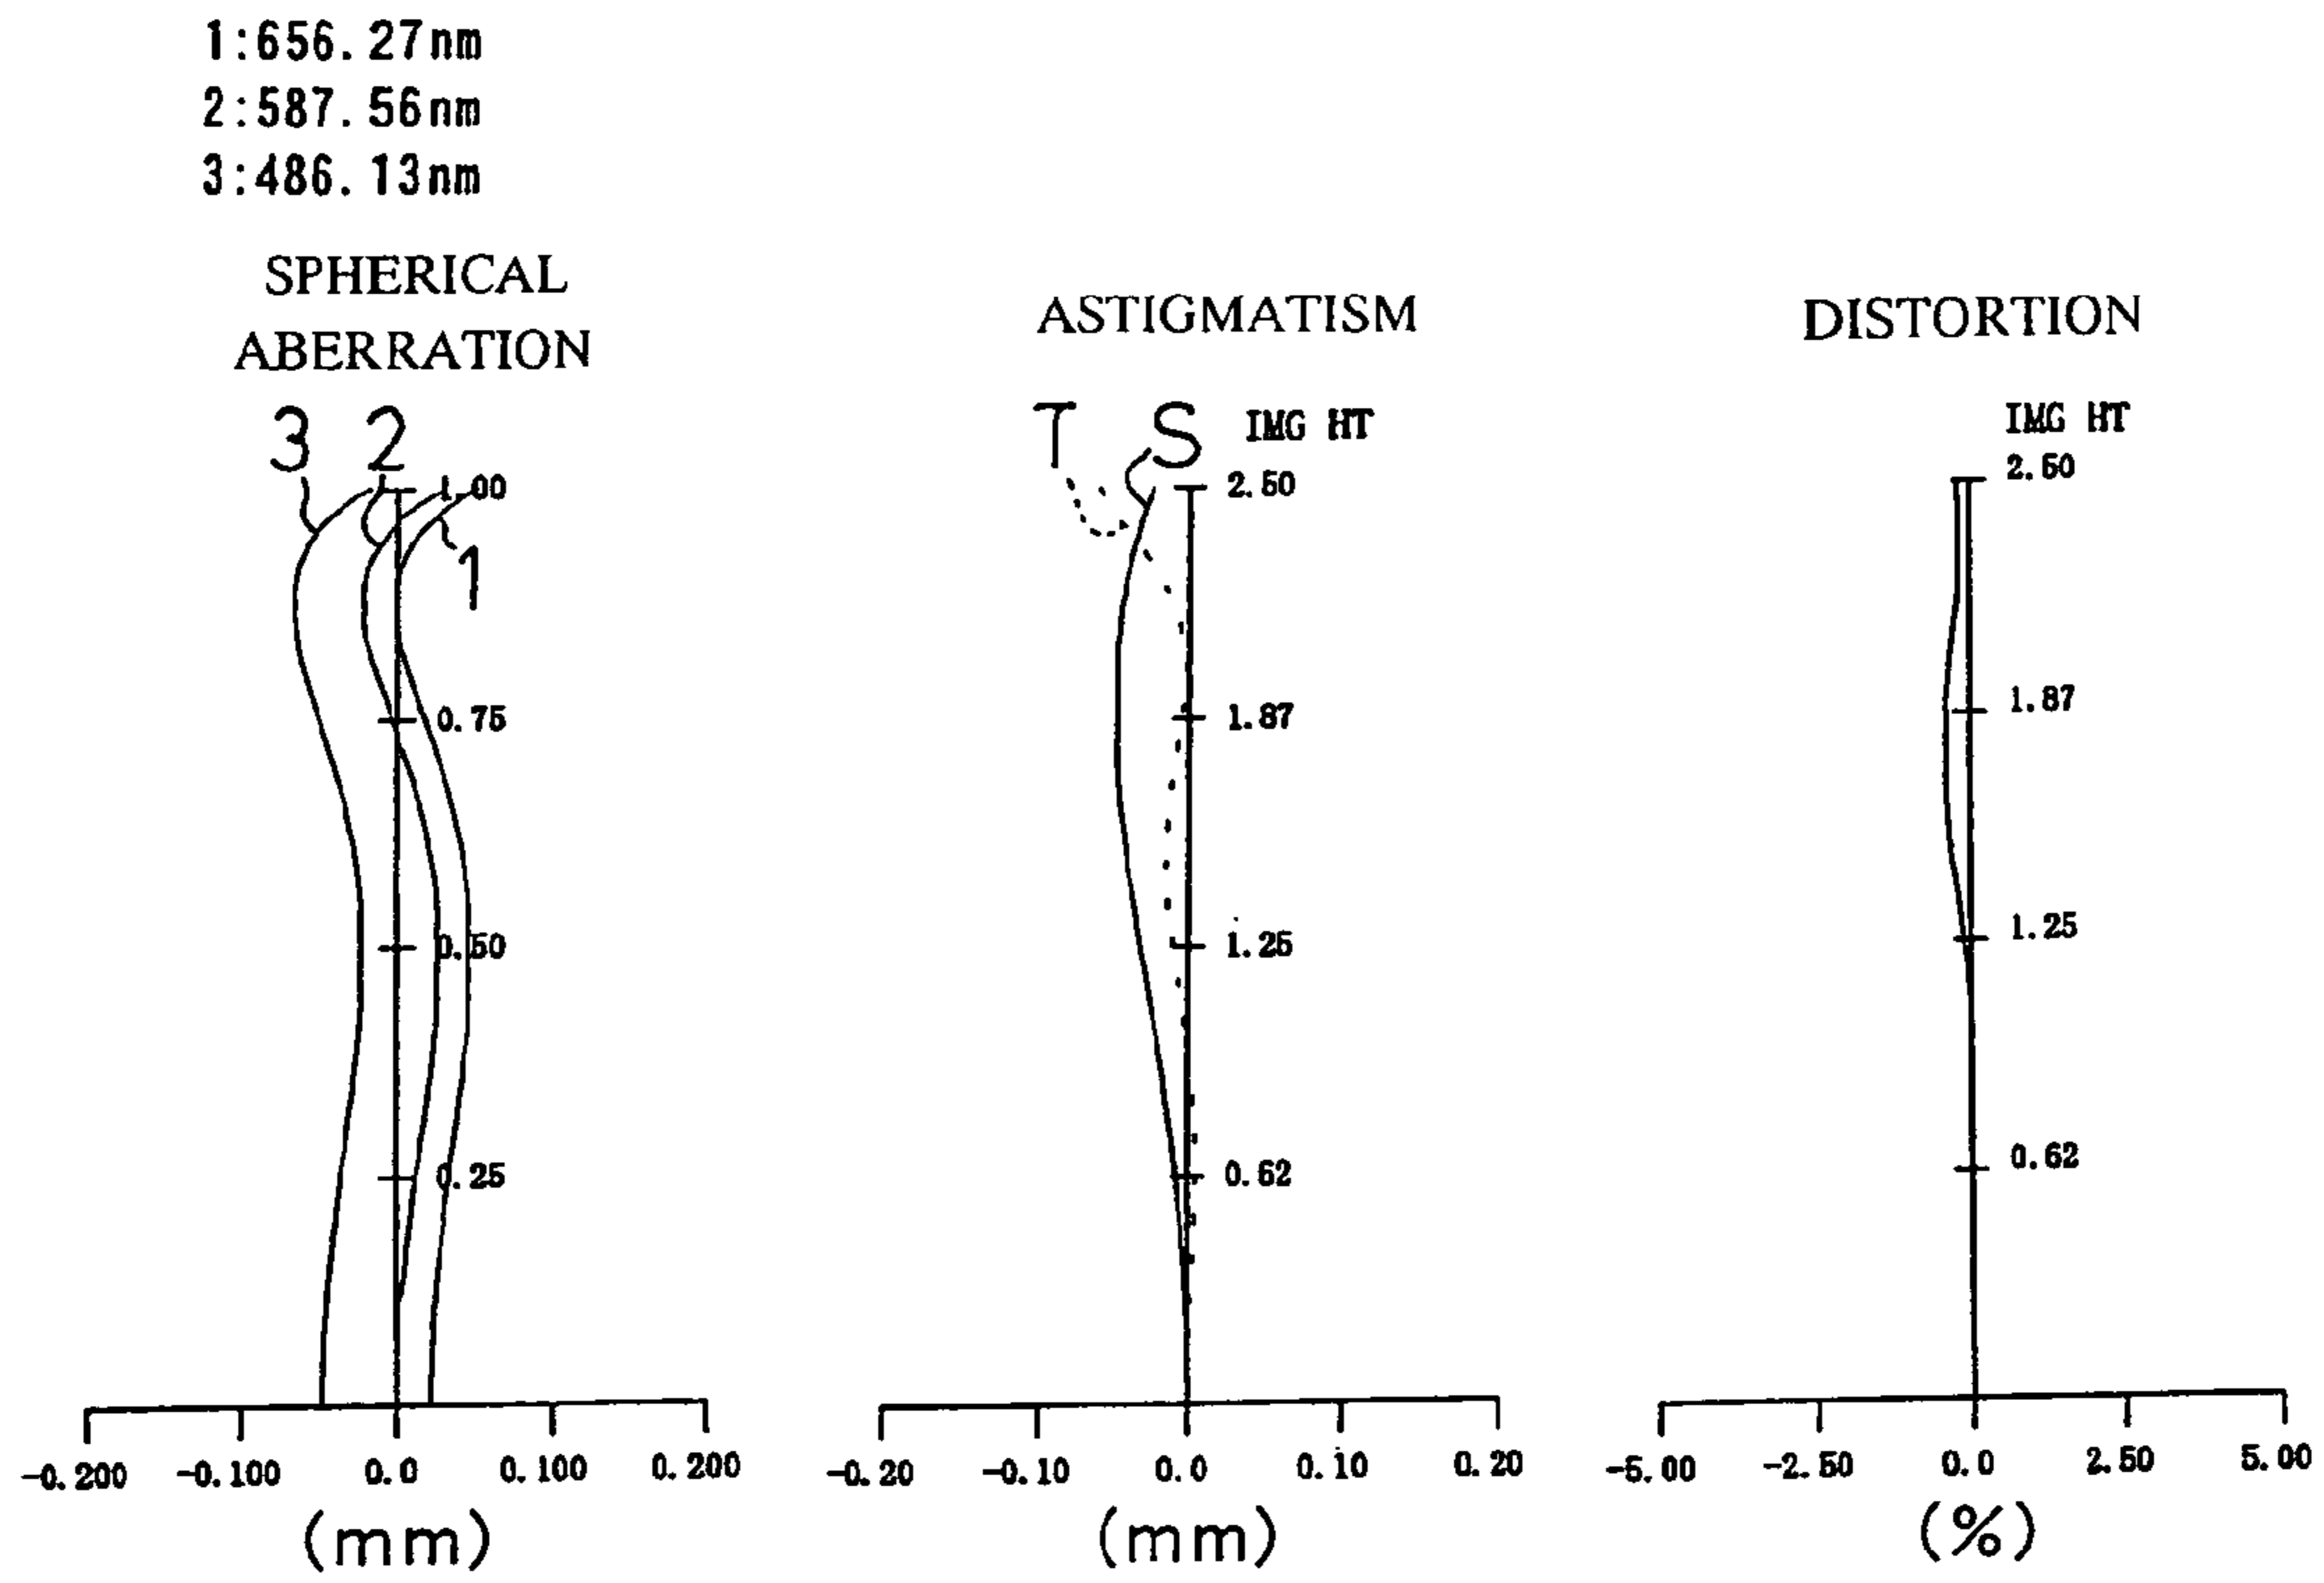 1:656.27nm
2:587.56nm
3:486.13nm
SPHERICAL
ABERRATION
3 2
1.00
1
0.75
0.50
0.25
-0.200 -0.100 0.0 0.100 0.200
(mm)
ASTIGMATISM
T S IMG HT
2.50
1.87
1.25
0.62
-0.20 -0.10 0.0 0.10 0.20
(mm)
DISTORTION
IMG HT
2.50
1.87
1.25
0.62
-5.00 -2.50 0.0 2.50 5.00
(%)